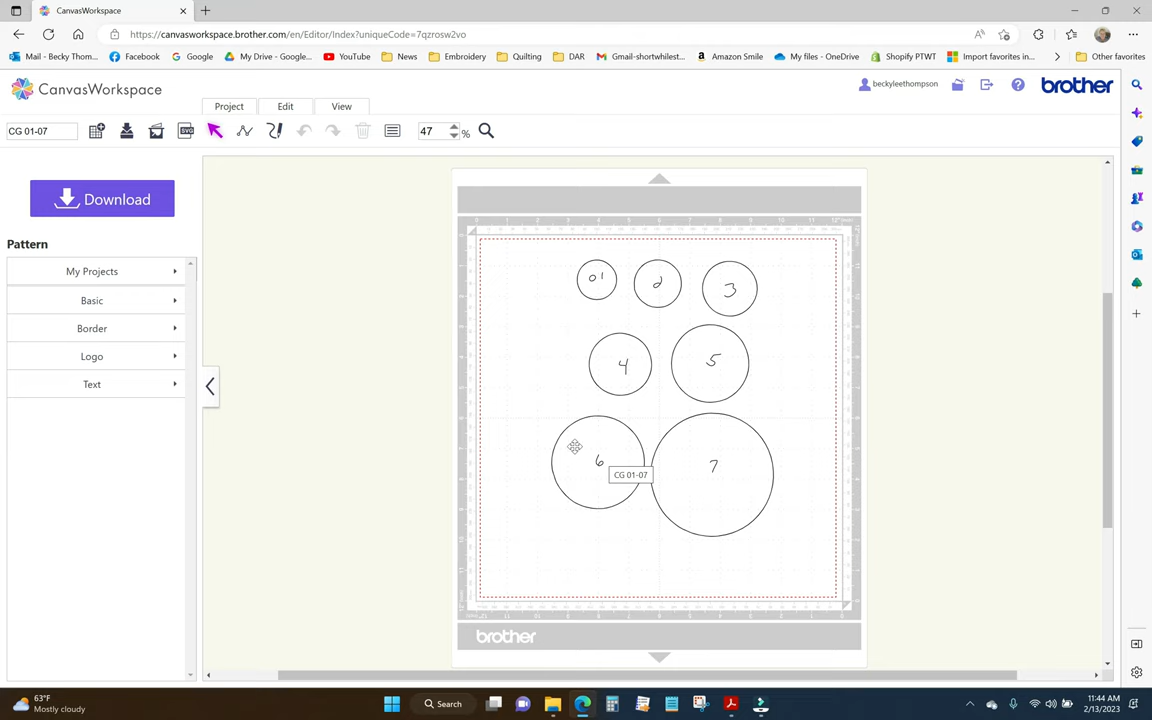 CanvasWorkspace
https://canvasworkspace.brother.com/en/Editor/Index?uniqueCode=7qzrosw2vo
Mail - Becky Thom...
Facebook
Google
My Drive - Google...
YouTube
News
Embroidery
Quilting
DAR
Gmail-shortwhilest...
Amazon Smile
My files - OneDrive
Shopify PTWT
Import favorites in...
Other favorites
CanvasWorkspace
Project
Edit
View
beckyleethompson
brother
CG 01-07
SVG
47 %
Download
Pattern
My Projects
Basic
Border
Logo
Text
01
2
3
4
5
6
7
CG 01-07
brother
63°F
Mostly cloudy
Search
11:44 AM
2/13/2023